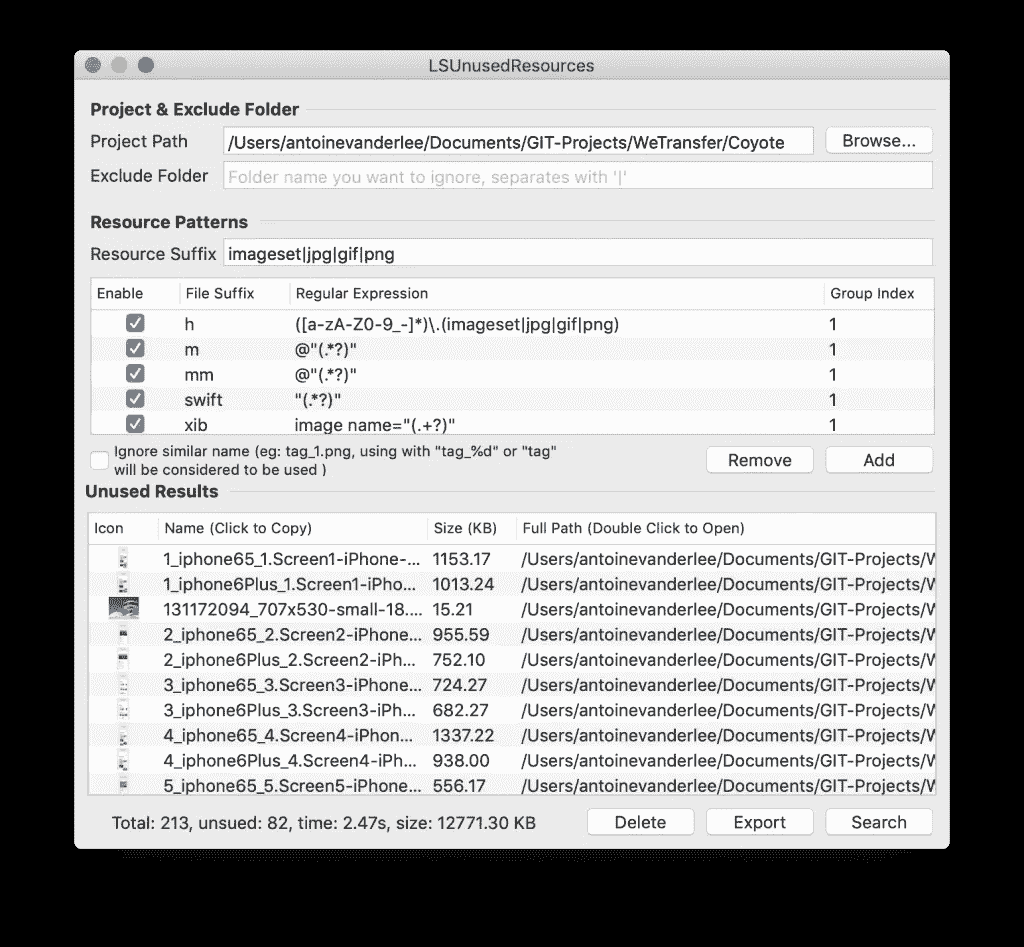 LSUnusedResources
Project & Exclude Folder
Project Path /Users/antoinevanderlee/Documents/GIT-Projects/WeTransfer/Coyote Browse...
Exclude Folder Folder name you want to ignore, separates with '|'
Resource Patterns
Resource Suffix imageset|jpg|gif|png
Enable File Suffix Regular Expression Group Index
h ([a-zA-Z0-9_-]*)\.(imageset|jpg|gif|png) 1
m @"(.*?)" 1
mm @"(.*?)" 1
swift "(.*?)" 1
xib image name="(.+?)" 1
Ignore similar name (eg: tag_1.png, using with "tag_%d" or "tag"
will be considered to be used )
Remove Add
Unused Results
Icon Name (Click to Copy) Size (KB) Full Path (Double Click to Open)
1_iphone65_1.Screen1-iPhone-... 1153.17 /Users/antoinevanderlee/Documents/GIT-Projects/W
1_iphone6Plus_1.Screen1-iPho... 1013.24 /Users/antoinevanderlee/Documents/GIT-Projects/W
131172094_707x530-small-18.... 15.21 /Users/antoinevanderlee/Documents/GIT-Projects/W
2_iphone65_2.Screen2-iPhone... 955.59 /Users/antoinevanderlee/Documents/GIT-Projects/W
2_iphone6Plus_2.Screen2-iPh... 752.10 /Users/antoinevanderlee/Documents/GIT-Projects/W
3_iphone65_3.Screen3-iPhone... 724.27 /Users/antoinevanderlee/Documents/GIT-Projects/W
3_iphone6Plus_3.Screen3-iPh... 682.27 /Users/antoinevanderlee/Documents/GIT-Projects/W
4_iphone65_4.Screen4-iPhon... 1337.22 /Users/antoinevanderlee/Documents/GIT-Projects/W
4_iphone6Plus_4.Screen4-iPh... 938.00 /Users/antoinevanderlee/Documents/GIT-Projects/W
5_iphone65_5.Screen5-iPhone... 556.17 /Users/antoinevanderlee/Documents/GIT-Projects/W
Total: 213, unsued: 82, time: 2.47s, size: 12771.30 KB Delete Export Search